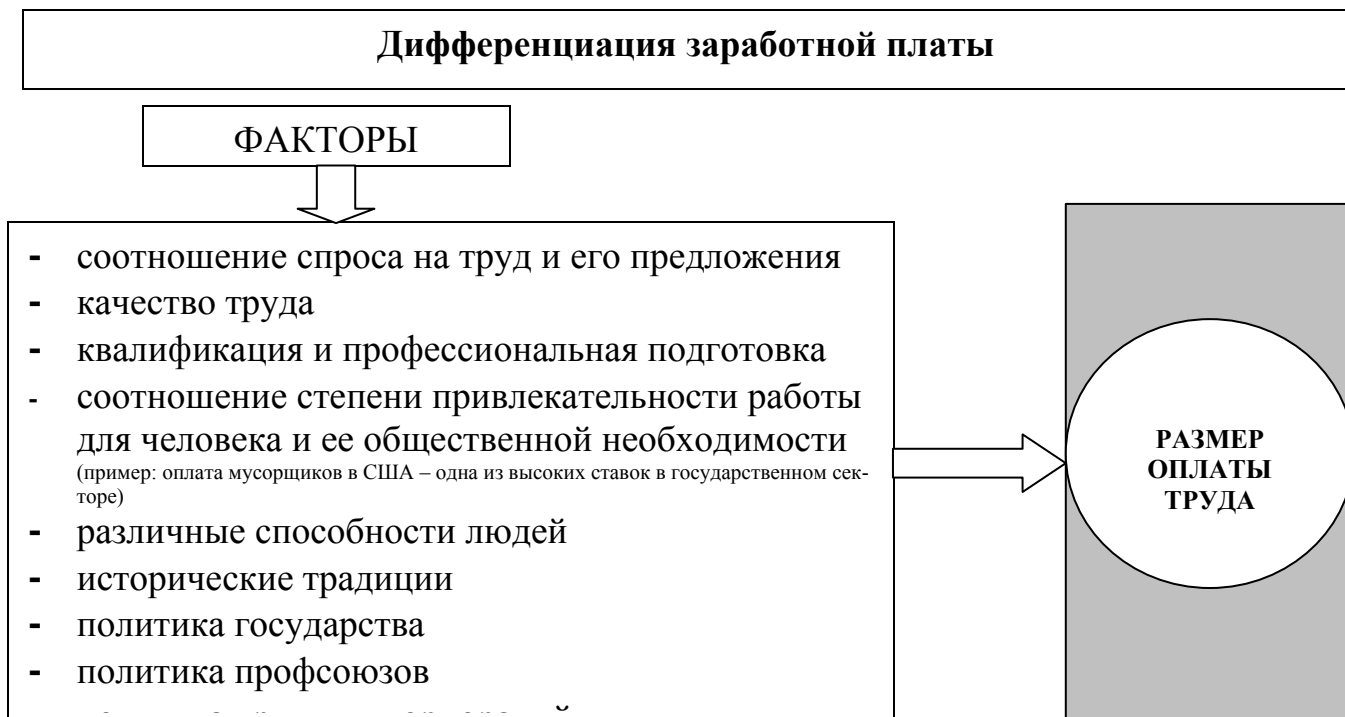 Дифференциация заработной платы
ФАКТОРЫ
- соотношение спроса на труд и его предложения
- качество труда
- квалификация и профессиональная подготовка
- соотношение степени привлекательности работы
для человека и ее общественной необходимости
(пример: оплата мусорщиков в США – одна из высоких ставок в государственном сек-
торе)
- различные способности людей
- исторические традиции
- политика государства
- политика профсоюзов
РАЗМЕР
ОПЛАТЫ
ТРУДА